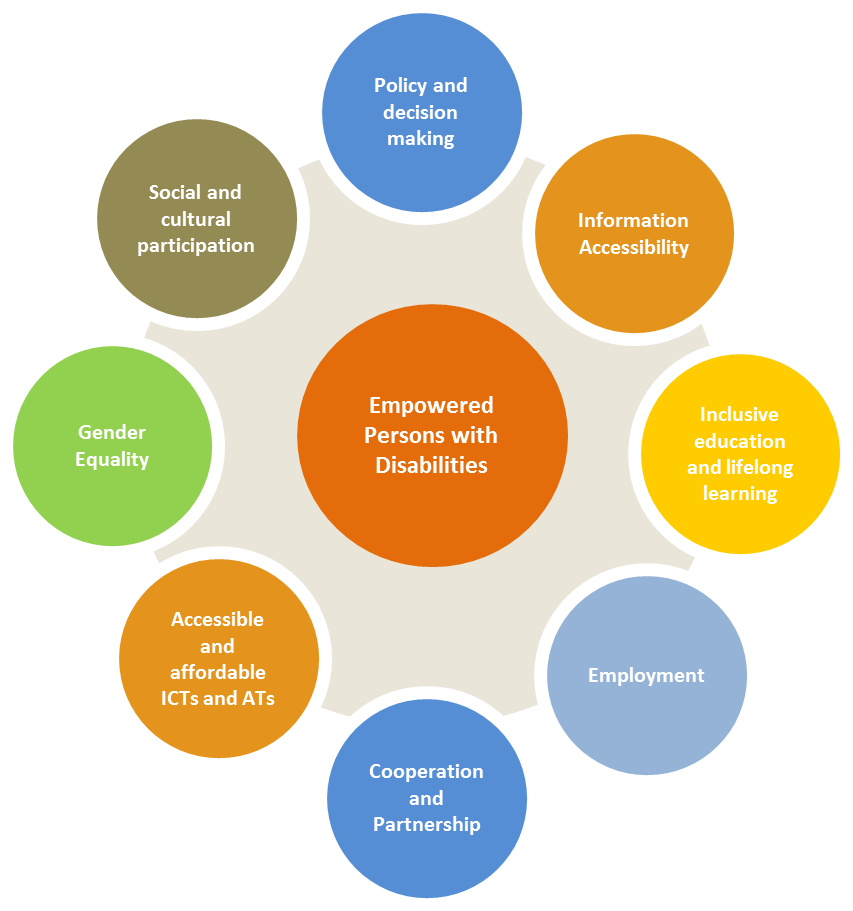 Policy and
decision
making
Information
Accessibility
Inclusive
education
and lifelong
learning
Employment
Cooperation
and
Partnership
Accessible
and
affordable
ICTs and ATs
Gender
Equality
Social and
cultural
participation
Empowered
Persons with
Disabilities